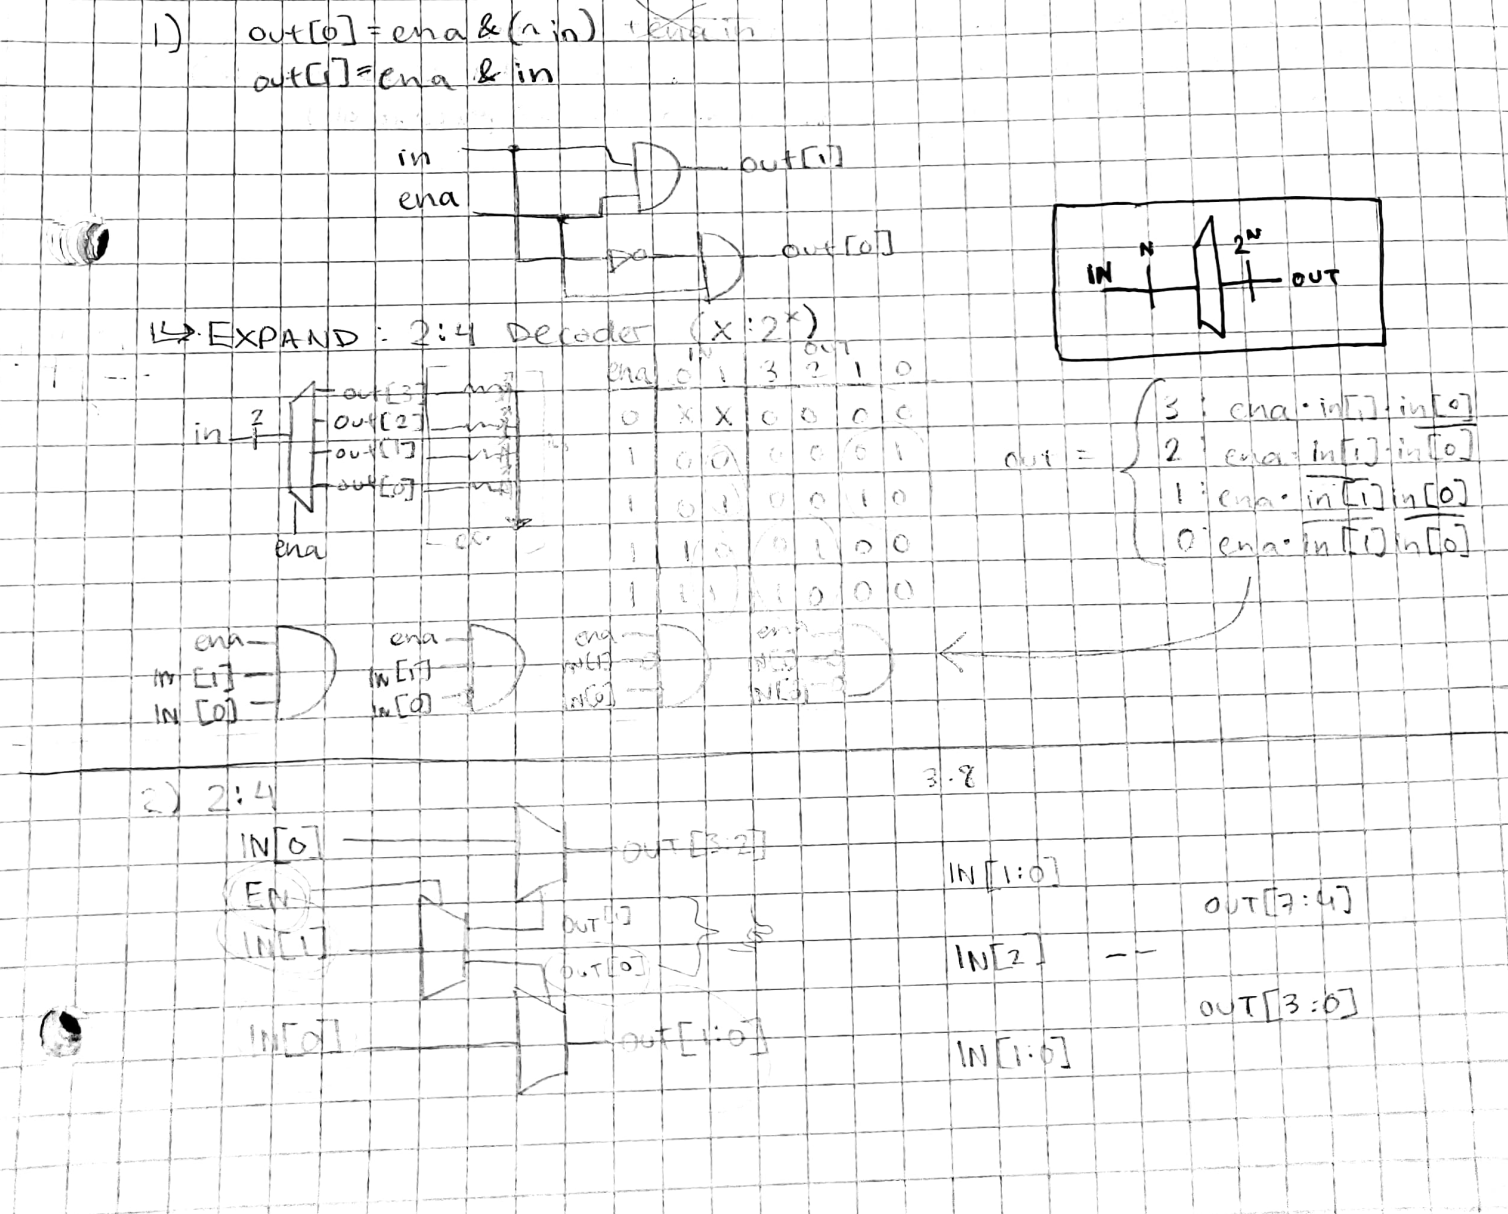 1) out[0] = ena & (~in)
out[1] = ena & in
in
out[1]
ena
out[0]
N
2^N
IN
OUT
↳ EXPAND : 2:4 Decoder (x:2^x)
IN OUT
ena 0 1 3 2 1 0
0 X X 0 0 0 0
1 0 0 0 0 0 1
1 0 1 0 0 1 0
1 1 0 0 1 0 0
1 1 1 1 0 0 0
in 2
out[3]
out[2]
out[1]
out[0]
ena
out =
3 : ena · in[1] · in[0]
2 : ena · in[1] · in[0]
1 : ena · in[1] in[0]
0 : ena · in[1] in[0]
ena ena ena ena
IN [1] IN [1] IN[1] IN[1]
IN [0] IN [0] IN[0] IN[0]
2) 2:4
3:8
IN[0]
OUT[3:2]
EN
OUT[1]
IN[1]
OUT[0]
IN[0]
OUT[1:0]
IN[1:0]
OUT[7:4]
IN[2] --
OUT[3:0]
IN[1:0]